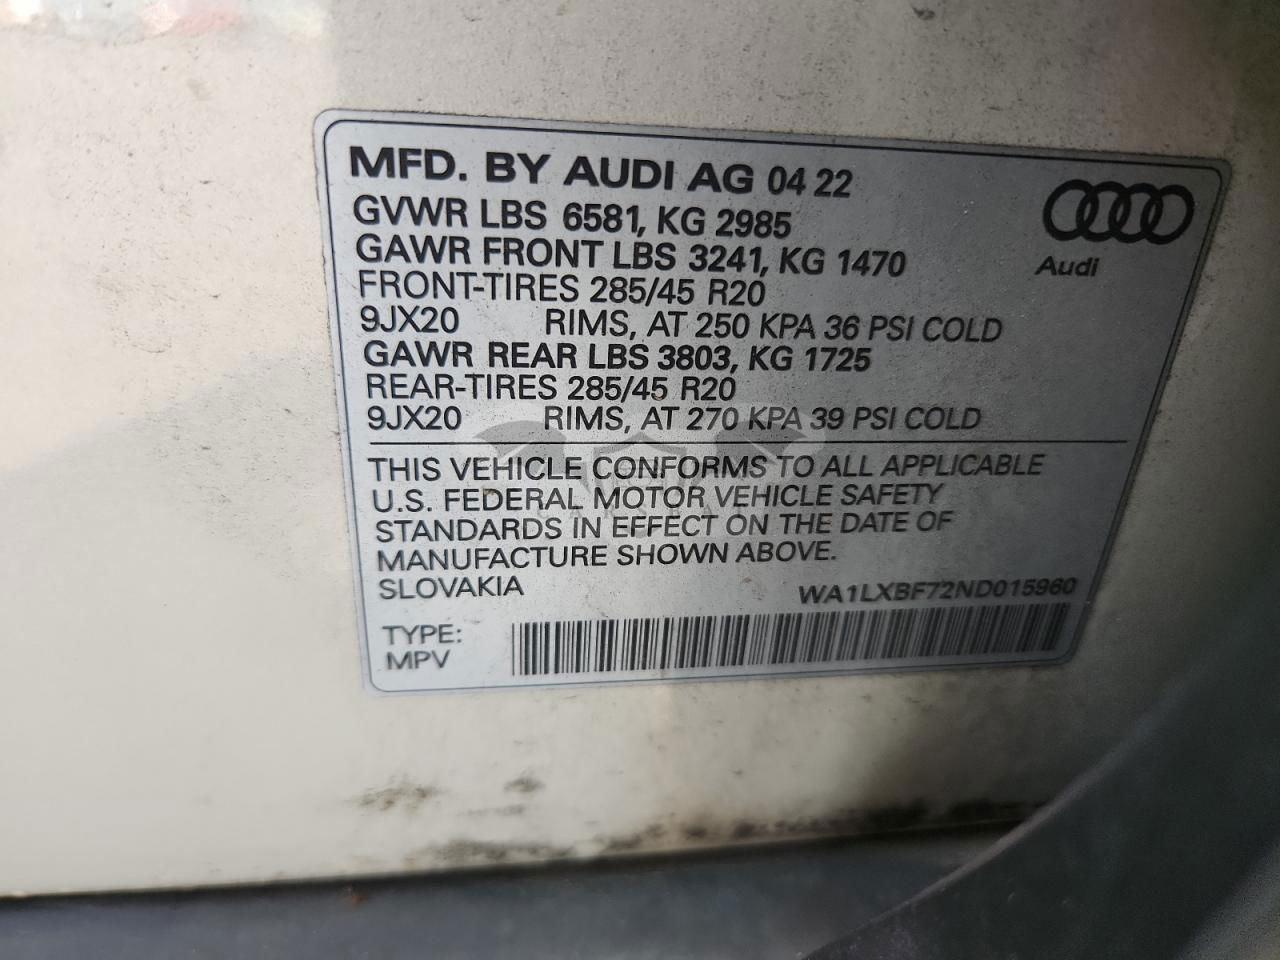 MFD. BY AUDI AG 04 22
GVWR LBS 6581, KG 2985
GAWR FRONT LBS 3241, KG 1470
FRONT-TIRES 285/45 R20
9JX20 RIMS, AT 250 KPA 36 PSI COLD
GAWR REAR LBS 3803, KG 1725
REAR-TIRES 285/45 R20
9JX20 RIMS, AT 270 KPA 39 PSI COLD
Audi
THIS VEHICLE CONFORMS TO ALL APPLICABLE
U.S. FEDERAL MOTOR VEHICLE SAFETY
STANDARDS IN EFFECT ON THE DATE OF
MANUFACTURE SHOWN ABOVE.
SLOVAKIA WA1LXBF72ND015960
TYPE:
MPV